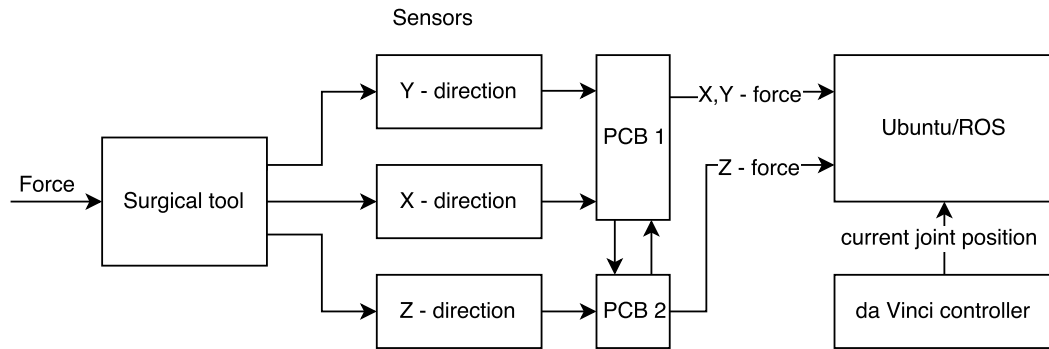 Sensors
Force
Surgical tool
Y - direction
X - direction
Z - direction
PCB 1
PCB 2
X,Y - force
Z - force
Ubuntu/ROS
current joint position
da Vinci controller